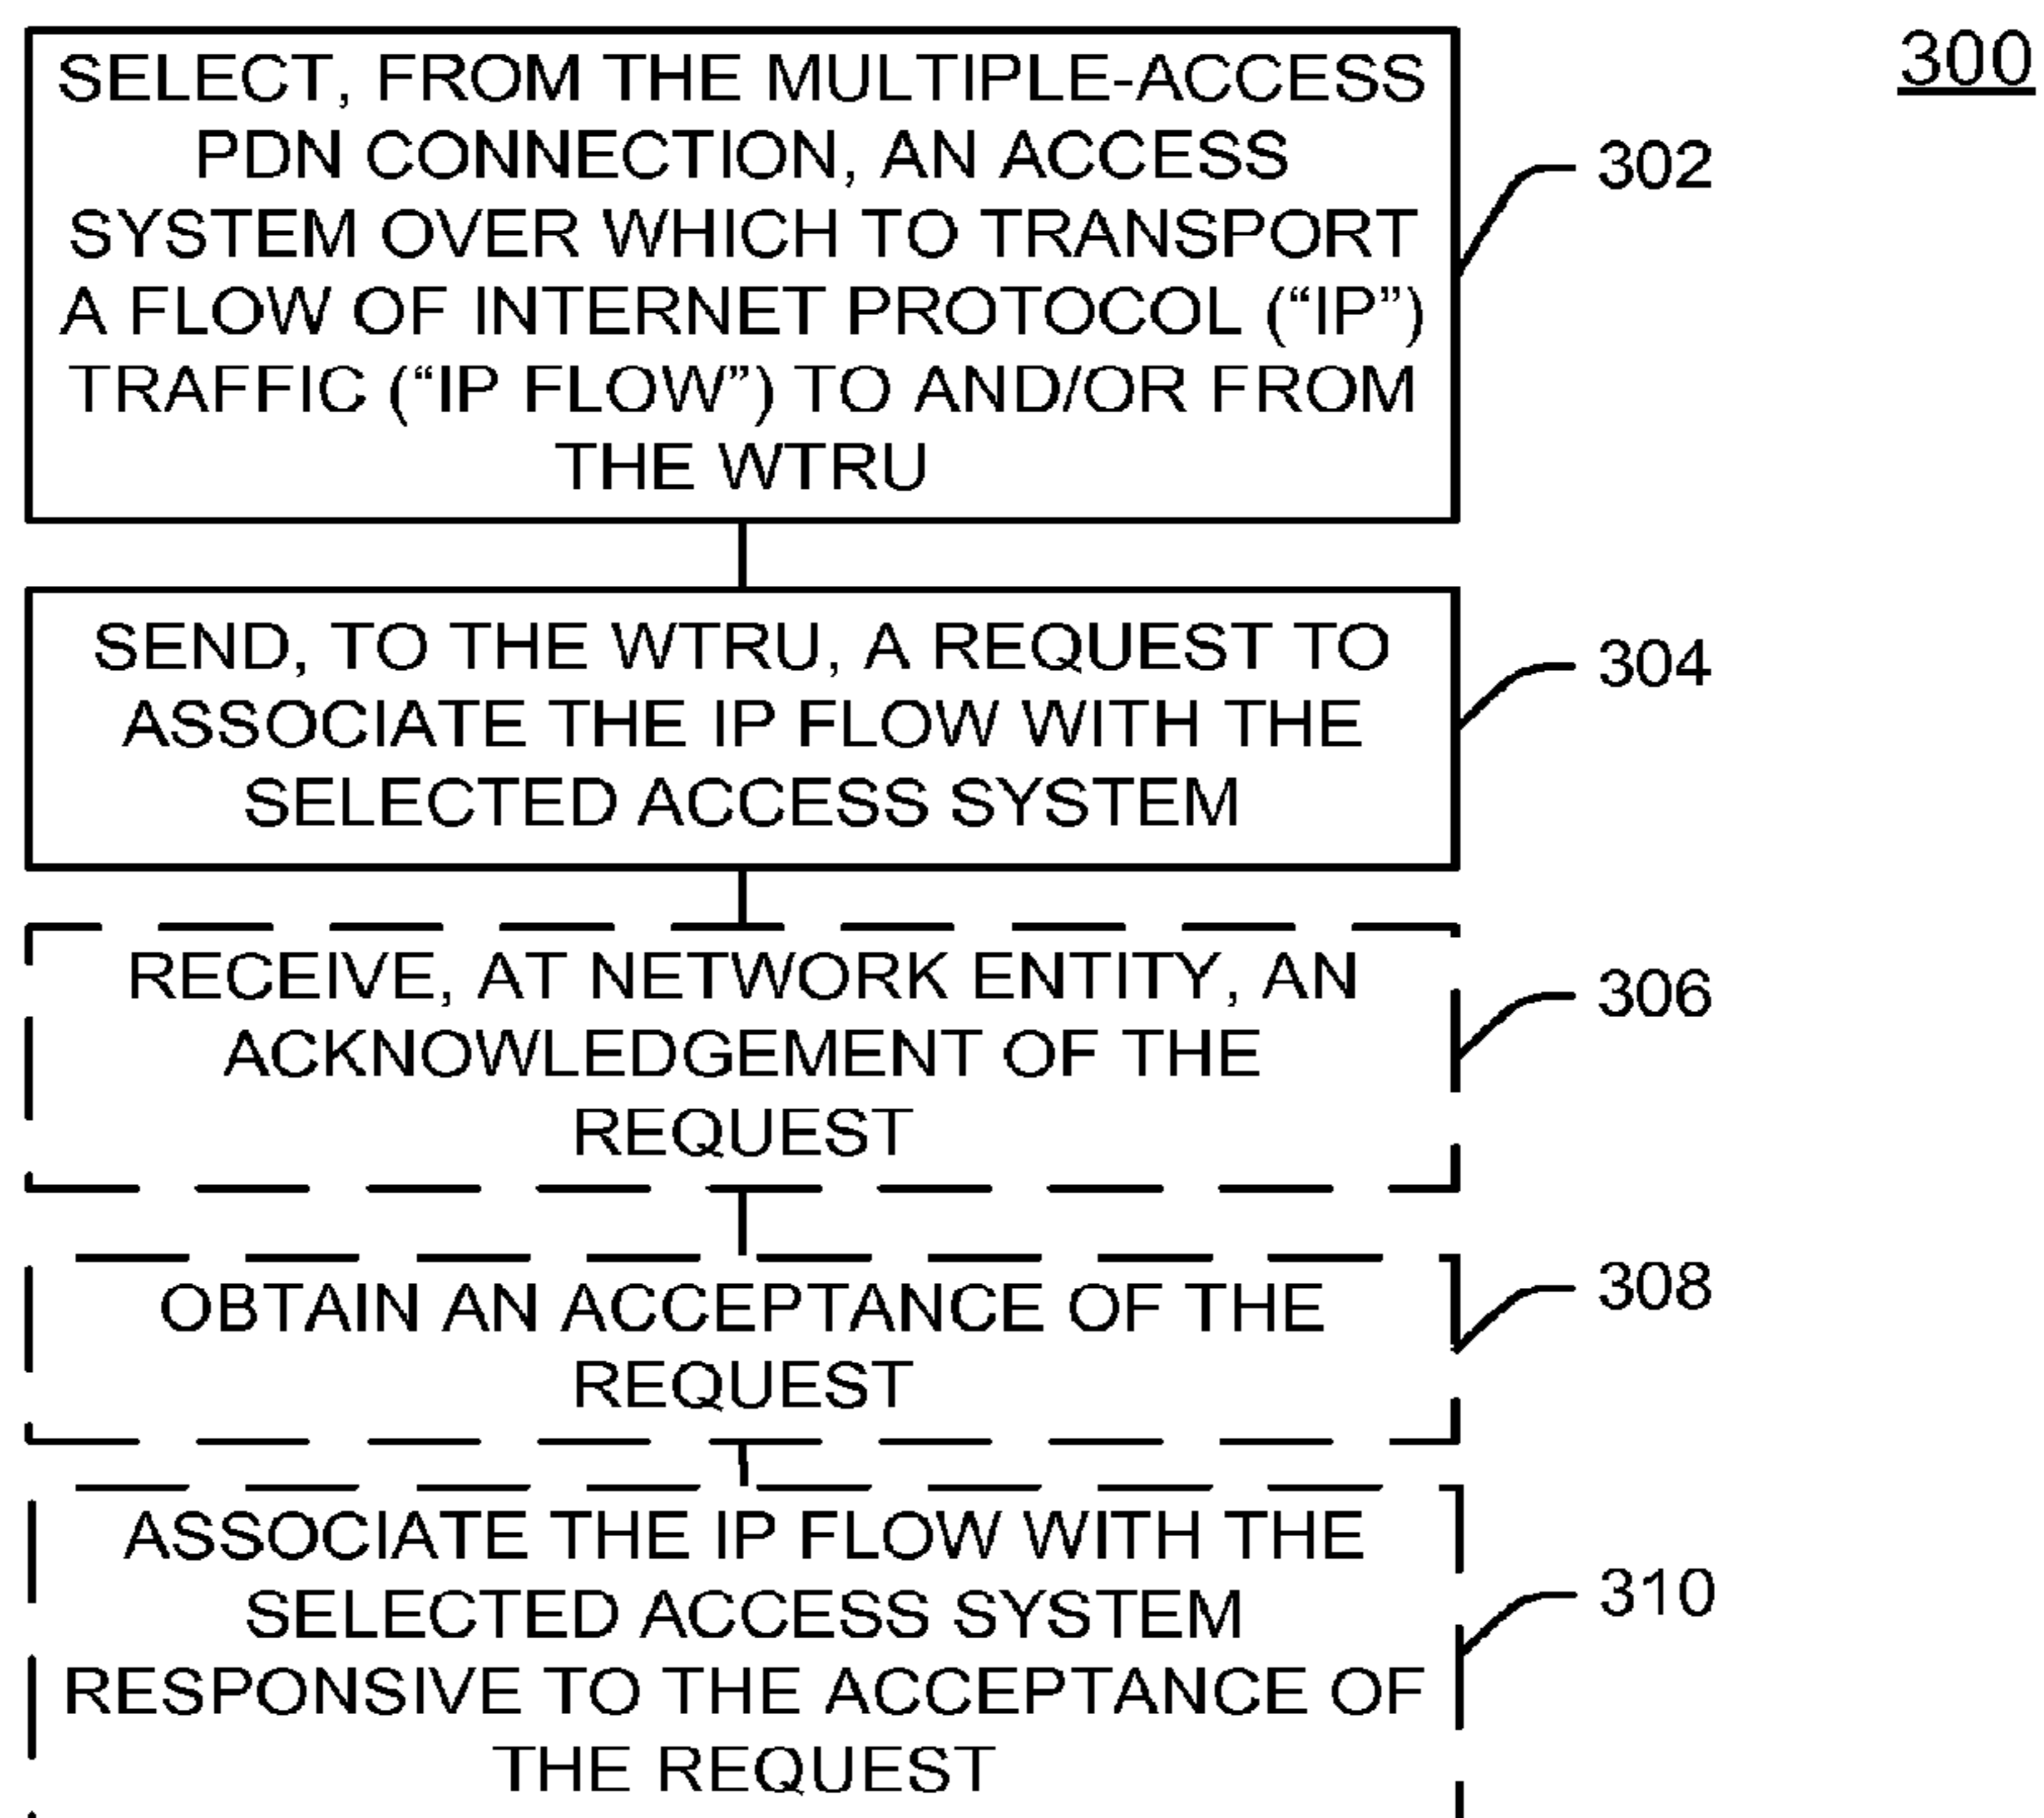 300
SELECT, FROM THE MULTIPLE-ACCESS
PDN CONNECTION, AN ACCESS
SYSTEM OVER WHICH TO TRANSPORT
A FLOW OF INTERNET PROTOCOL (“IP”)
TRAFFIC (“IP FLOW”) TO AND/OR FROM
THE WTRU
302
SEND, TO THE WTRU, A REQUEST TO
ASSOCIATE THE IP FLOW WITH THE
SELECTED ACCESS SYSTEM
304
RECEIVE, AT NETWORK ENTITY, AN
ACKNOWLEDGEMENT OF THE
REQUEST
306
OBTAIN AN ACCEPTANCE OF THE
REQUEST
308
ASSOCIATE THE IP FLOW WITH THE
SELECTED ACCESS SYSTEM
RESPONSIVE TO THE ACCEPTANCE OF
THE REQUEST
310